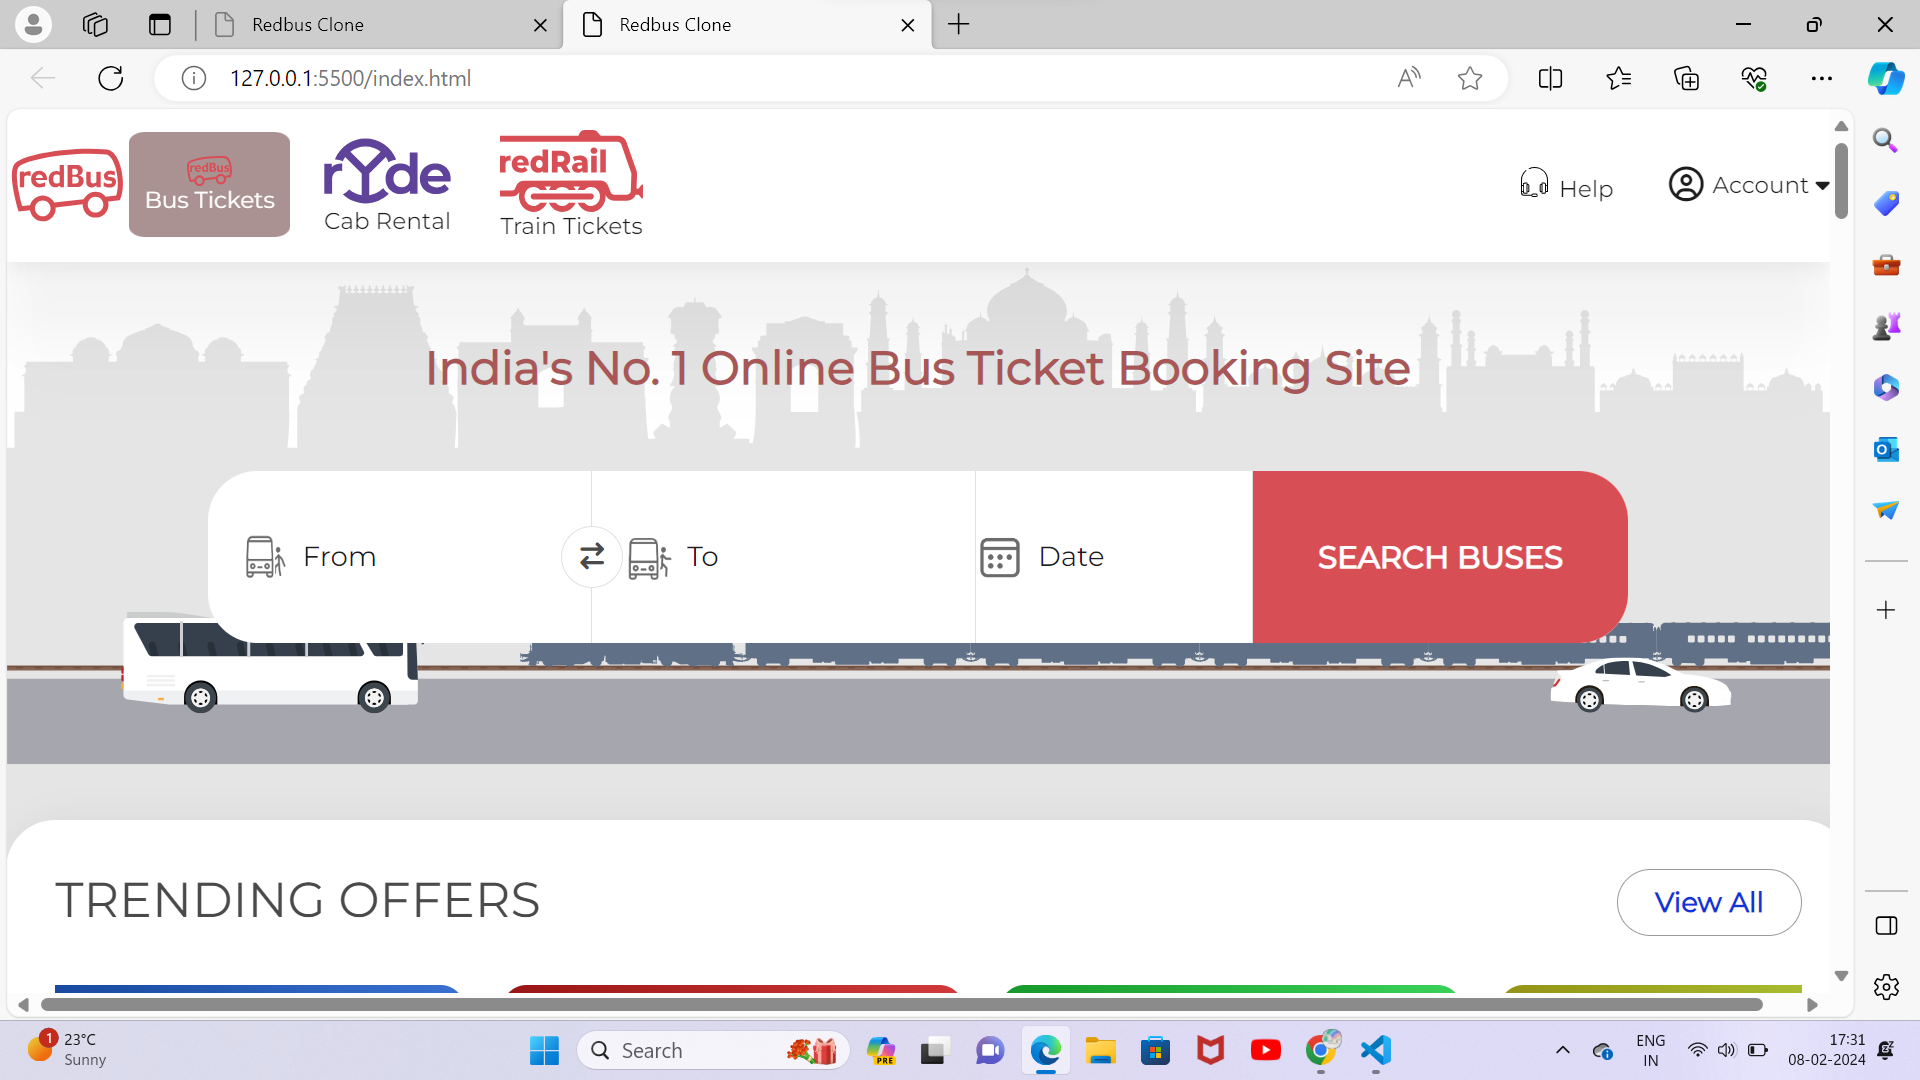 Redbus Clone
Redbus Clone
127.0.0.1:5500/index.html
redBus
redBus
Bus Tickets
rYde
Cab Rental
redRail
Train Tickets
Help
Account
India's No. 1 Online Bus Ticket Booking Site
From
To
Date
SEARCH BUSES
TRENDING OFFERS
View All
1
23°C
Sunny
Search
PRE
ENG
IN
17:31
08-02-2024